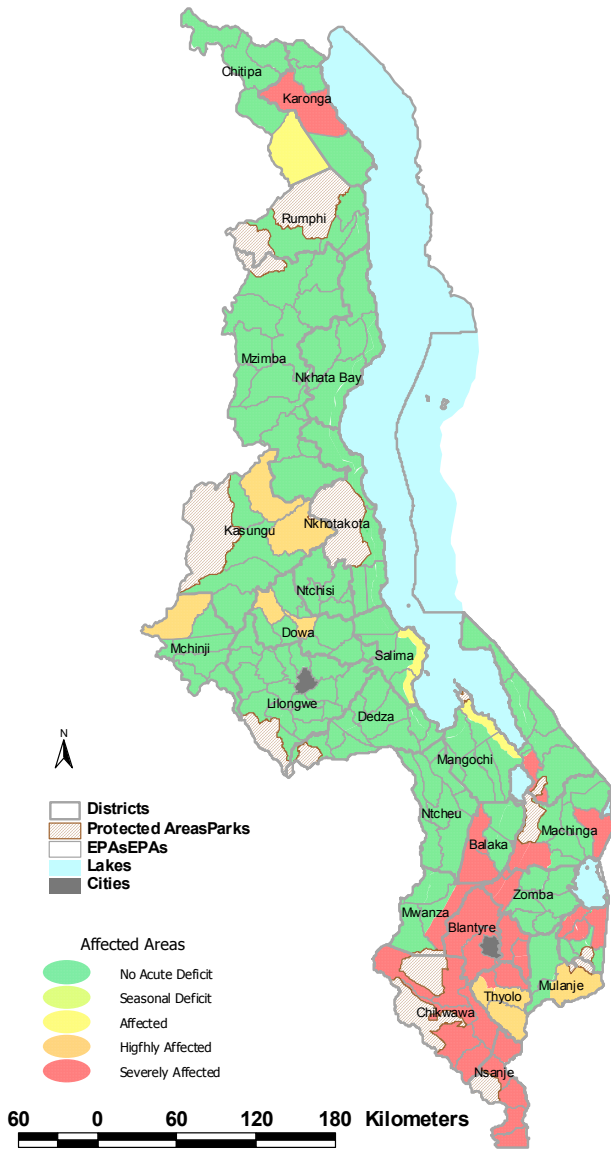 Chitipa
Karonga
Rumphi
Mzimba
Nkhata Bay
Kasungu
Nkhotakota
Ntchisi
Dowa
Mchinji
Salima
Lilongwe
Dedza
N
Mangochi
Ntcheu
Machinga
Balaka
Zomba
Mwanza
Blantyre
Thyolo
Mulanje
Chikwawa
Nsanje
Districts
Protected AreasParks
EPAsEPAs
Lakes
Cities
Affected Areas
No Acute Deficit
Seasonal Deficit
Affected
Higfhly Affected
Severely Affected
60 0 60 120 180 Kilometers